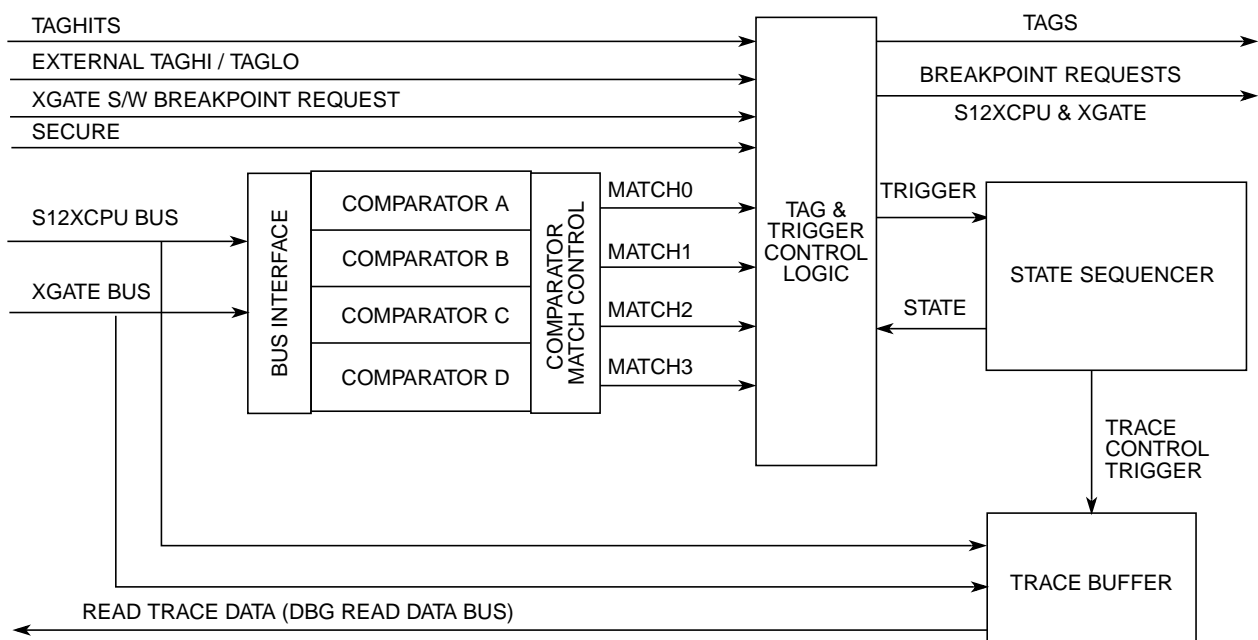 TAGHITS
EXTERNAL TAGHI / TAGLO
XGATE S/W BREAKPOINT REQUEST
SECURE
TAGS
BREAKPOINT REQUESTS
S12XCPU & XGATE
S12XCPU BUS
XGATE BUS
BUS INTERFACE
COMPARATOR A
COMPARATOR B
COMPARATOR C
COMPARATOR D
COMPARATOR
MATCH CONTROL
MATCH0
MATCH1
MATCH2
MATCH3
TAG &
TRIGGER
CONTROL
LOGIC
TRIGGER
STATE
STATE SEQUENCER
TRACE
CONTROL
TRIGGER
TRACE BUFFER
READ TRACE DATA (DBG READ DATA BUS)